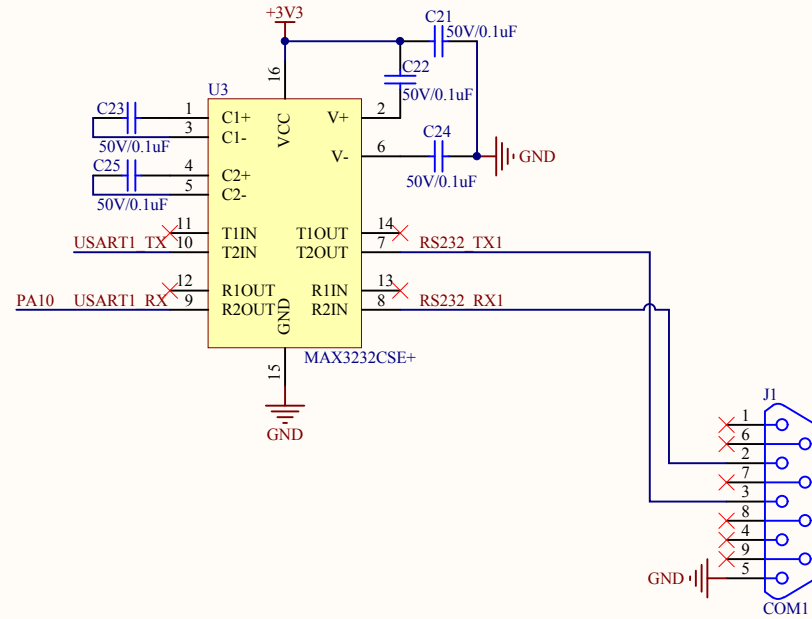 +3V3
C21
50V/0.1uF
C22
50V/0.1uF
U3
16
VCC
C23
1
C1+
3
C1-
50V/0.1uF
2
V+
C24
6
V-
50V/0.1uF
GND
C25
4
C2+
5
C2-
50V/0.1uF
11
T1IN
T1OUT
14
USART1_TX
10
T2IN
T2OUT
7
RS232_TX1
12
R1OUT
R1IN
13
PA10
USART1_RX
9
R2OUT
R2IN
8
RS232_RX1
GND
MAX3232CSE+
15
GND
J1
1
6
2
7
3
8
4
9
5
GND
COM1